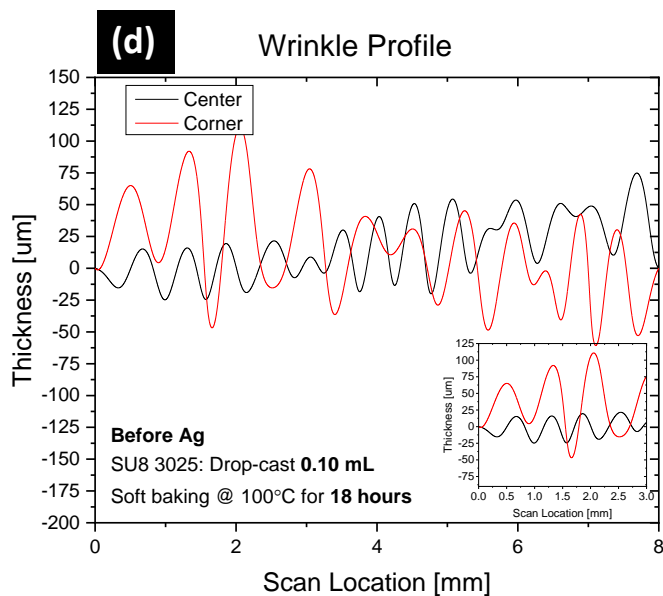 (d)
Wrinkle Profile
Center
Corner
Thickness [um]
150
125
100
75
50
25
0
-25
-50
-75
-100
-125
-150
-175
-200
Before Ag
SU8 3025: Drop-cast 0.10 mL
Soft baking @ 100°C for 18 hours
0 2 4 6 8
Scan Location [mm]
Thickness [um]
125
100
75
50
25
0
-25
-50
-75
0.0 0.5 1.0 1.5 2.0 2.5 3.0
Scan Location [mm]